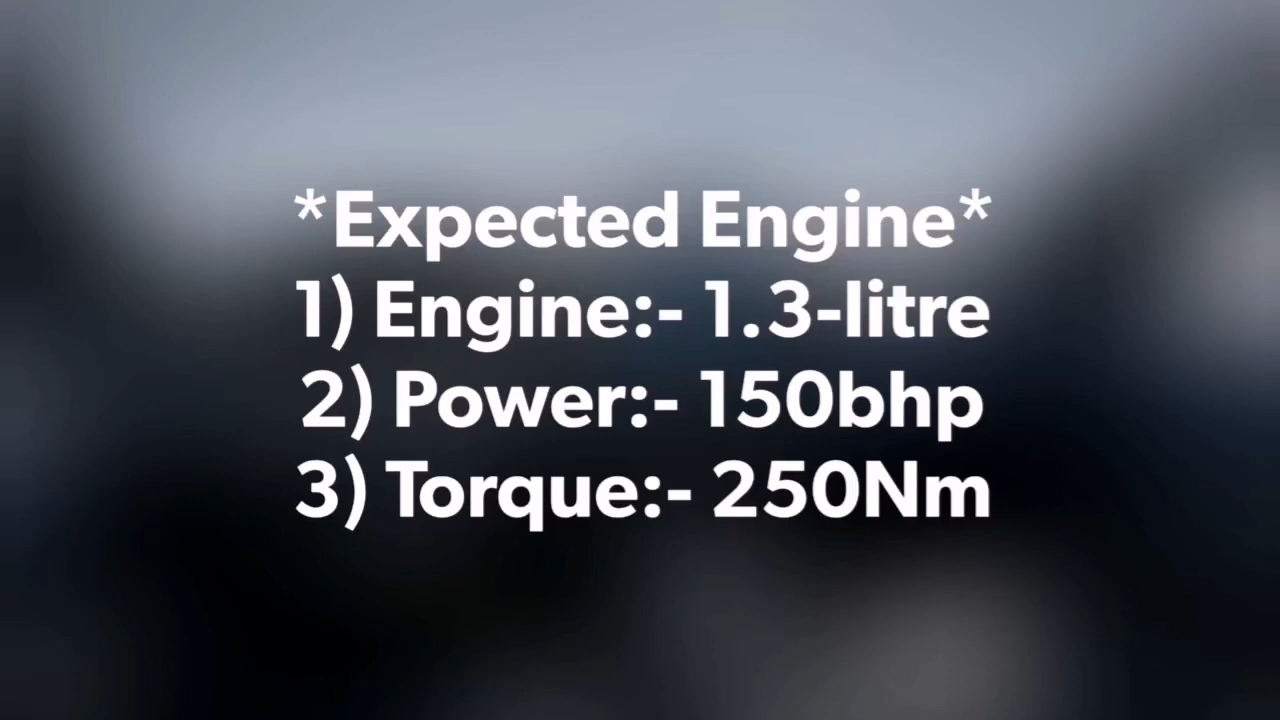 *Expected Engine*
1) Engine:- 1.3-litre
2) Power:- 150bhp
3) Torque:- 250Nm